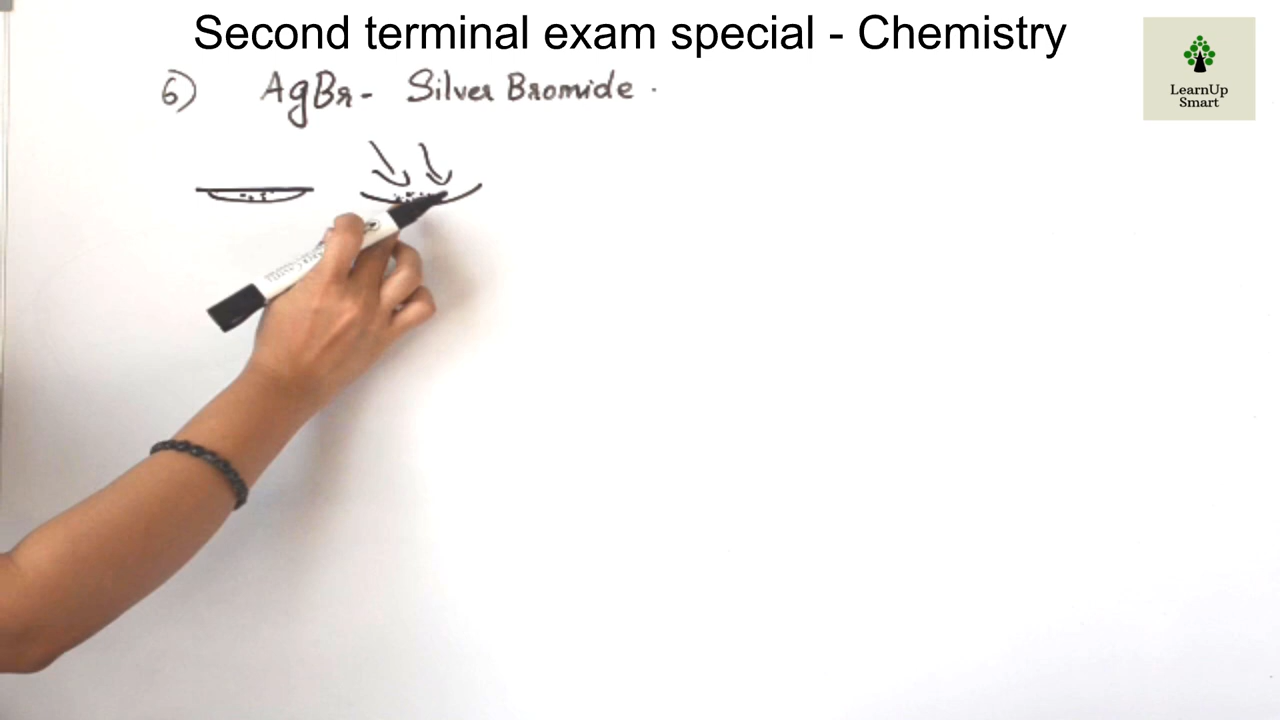 Second terminal exam special - Chemistry
LearnUp
Smart
6) AgBr - Silver Bromide .